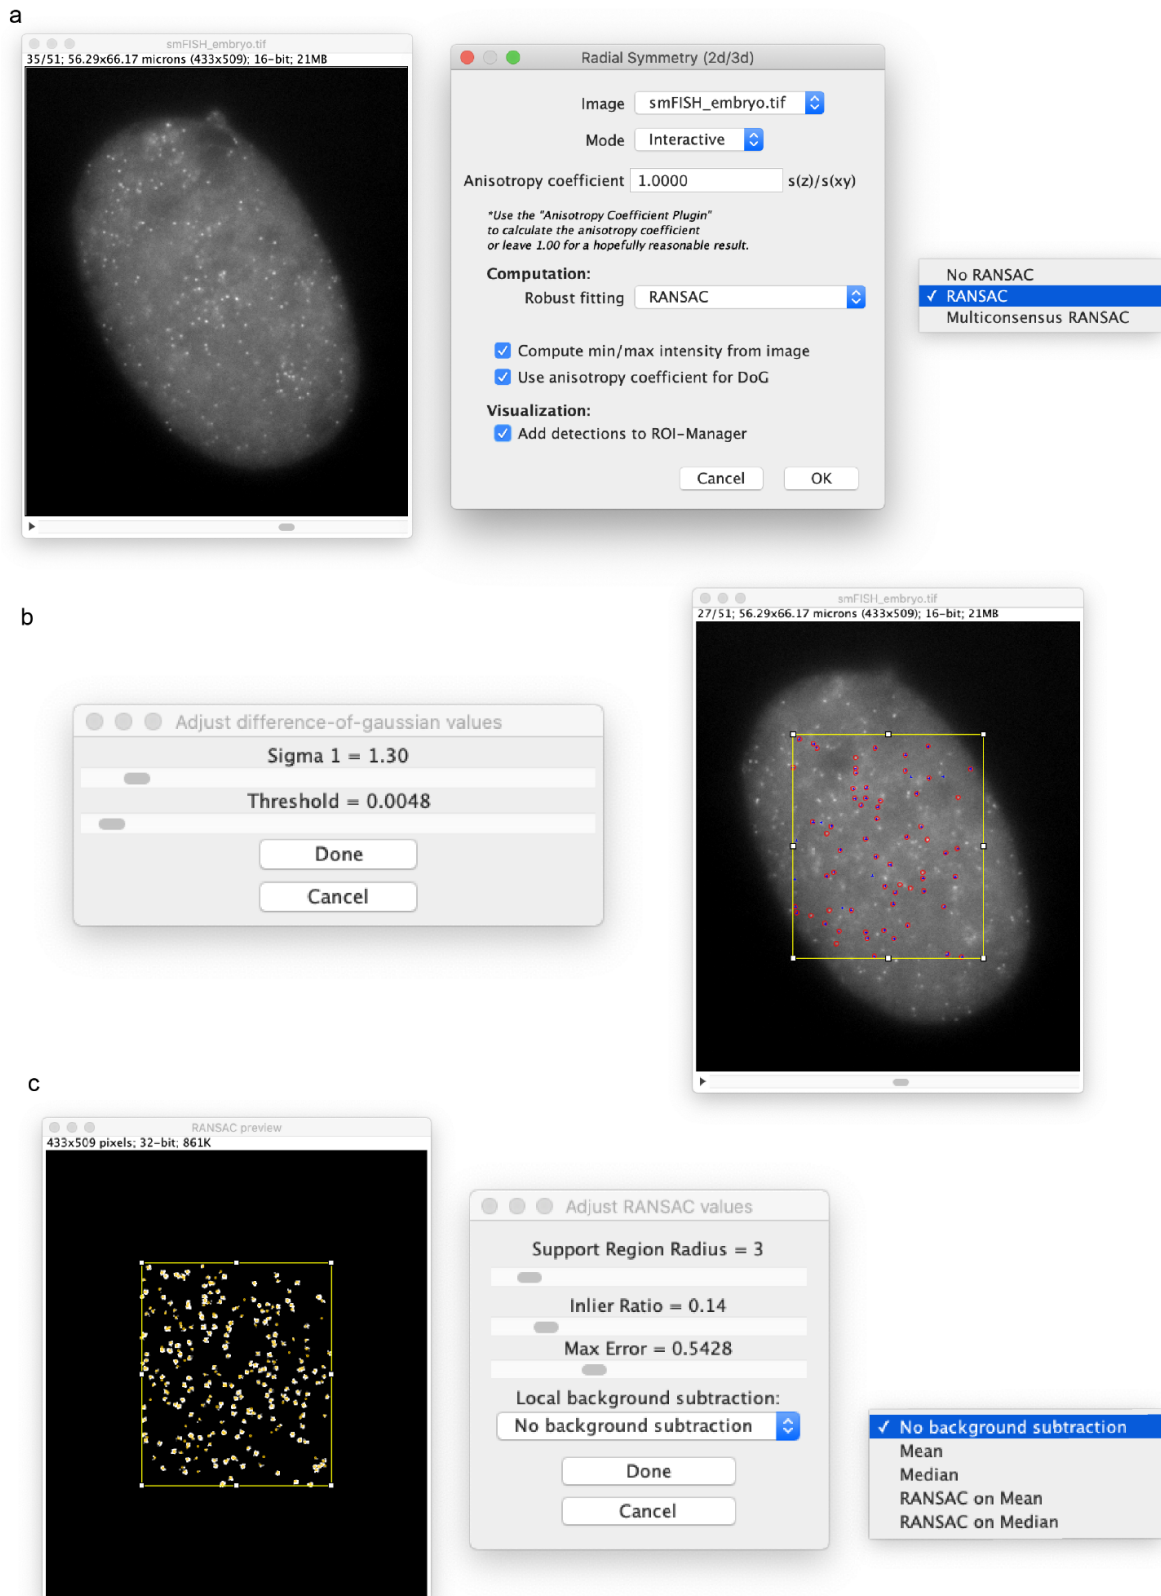 a
smFISH_embryo.tif
35/51; 56.29x66.17 microns (433x509); 16-bit; 21MB
Radial Symmetry (2d/3d)
Image smFISH_embryo.tif
Mode Interactive
Anisotropy coefficient 1.0000 s(z)/s(xy)
*Use the "Anisotropy Coefficient Plugin"
to calculate the anisotropy coefficient
or leave 1.00 for a hopefully reasonable result.
Computation:
Robust fitting RANSAC
Compute min/max intensity from image
Use anisotropy coefficient for DoG
Visualization:
Add detections to ROI-Manager
Cancel OK
No RANSAC
✓ RANSAC
Multiconsensus RANSAC
b
Adjust difference-of-gaussian values
Sigma 1 = 1.30
Threshold = 0.0048
Done
Cancel
smFISH_embryo.tif
27/51; 56.29x66.17 microns (433x509); 16-bit; 21MB
c
RANSAC preview
433x509 pixels; 32-bit; 861K
Adjust RANSAC values
Support Region Radius = 3
Inlier Ratio = 0.14
Max Error = 0.5428
Local background subtraction:
No background subtraction
Done
Cancel
✓ No background subtraction
Mean
Median
RANSAC on Mean
RANSAC on Median